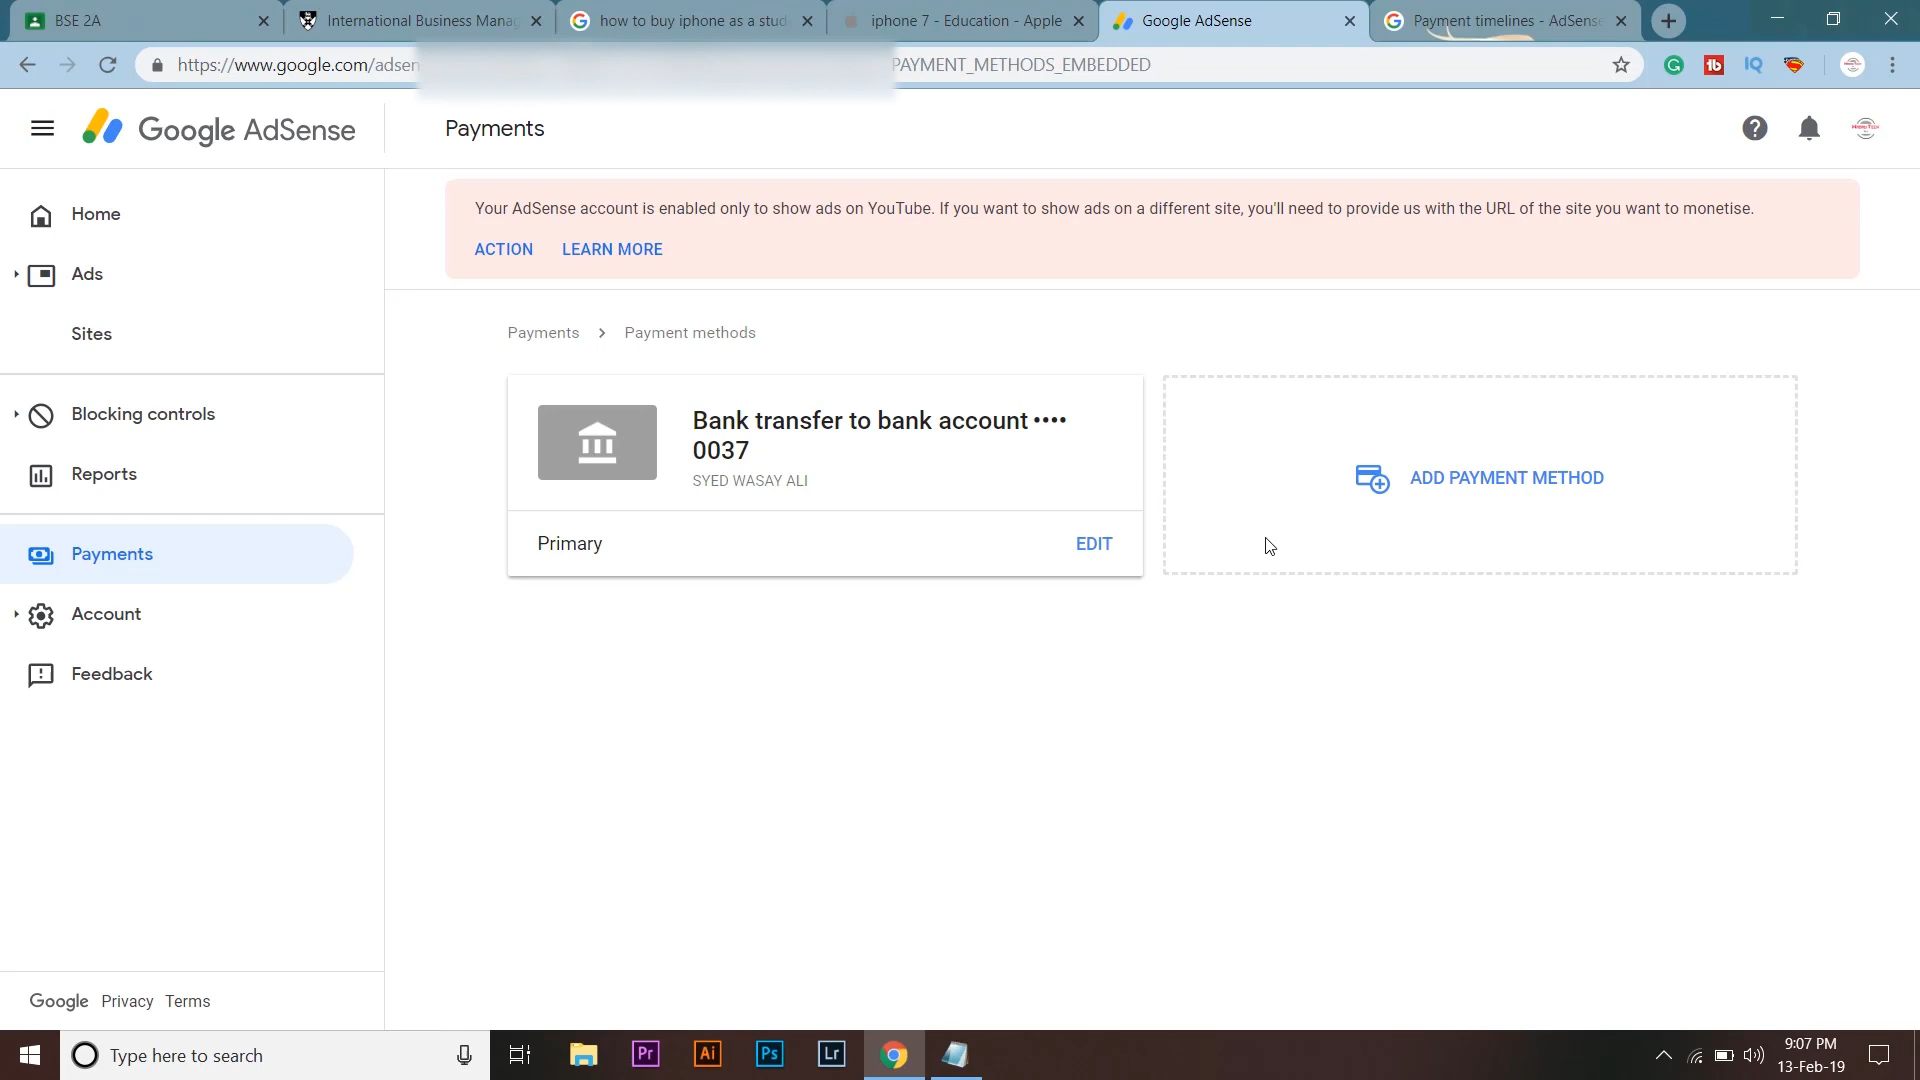 BSE 2A
International Business Manag
how to buy iphone as a stud
iphone 7 - Education - Apple
Google AdSense
Payment timelines - AdSense
https://www.google.com/adsen
PAYMENT_METHODS_EMBEDDED
Google AdSense
Payments
Home
Ads
Sites
Blocking controls
Reports
Payments
Account
Feedback
Your AdSense account is enabled only to show ads on YouTube. If you want to show ads on a different site, you'll need to provide us with the URL of the site you want to monetise.
ACTION LEARN MORE
Payments > Payment methods
Bank transfer to bank account ••••
0037
SYED WASAY ALI
Primary EDIT
ADD PAYMENT METHOD
Google Privacy Terms
Type here to search
Pr
Ai
Ps
Lr
9:07 PM
13-Feb-19